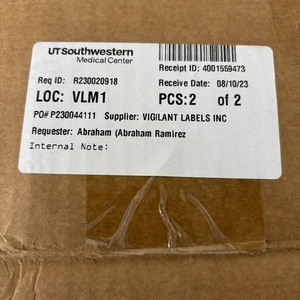 UTSouthwestern
Medical Center
Receipt ID: 4001559473
Req ID: R230020918
Receive Date: 08/10/23
LOC: VLM1 PCS:2 of 2
PO# P230044111 Supplier: VIGILANT LABELS INC
Requester: Abraham (Abraham Ramirez
Internal Note: